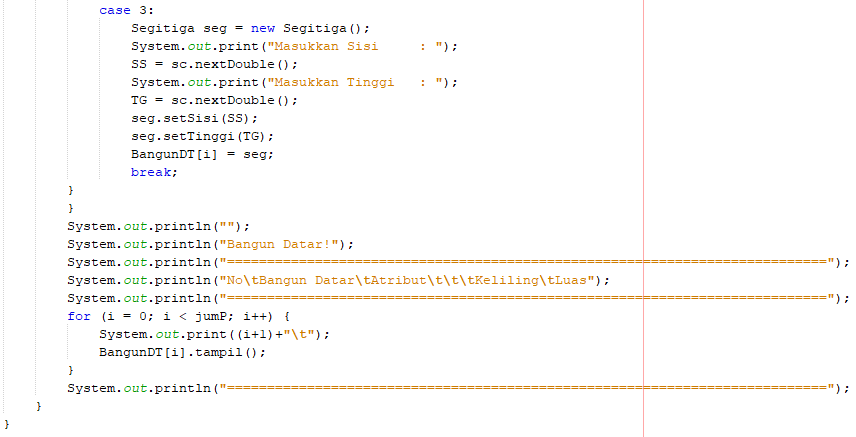 case 3:
Segitiga seg = new Segitiga();
System.out.print("Masukkan Sisi     : ");
SS = sc.nextDouble();
System.out.print("Masukkan Tinggi   : ");
TG = sc.nextDouble();
seg.setSisi(SS);
seg.setTinggi(TG);
BangunDT[i] = seg;
break;
}
}
System.out.println("");
System.out.println("Bangun Datar!");
System.out.println("===========================================================================");
System.out.println("No\tBangun Datar\tAtribut\t\t\tKeliling\tLuas");
System.out.println("===========================================================================");
for (i = 0; i < jumP; i++) {
System.out.print((i+1)+"\t");
BangunDT[i].tampil();
}
System.out.println("===========================================================================");
}
}